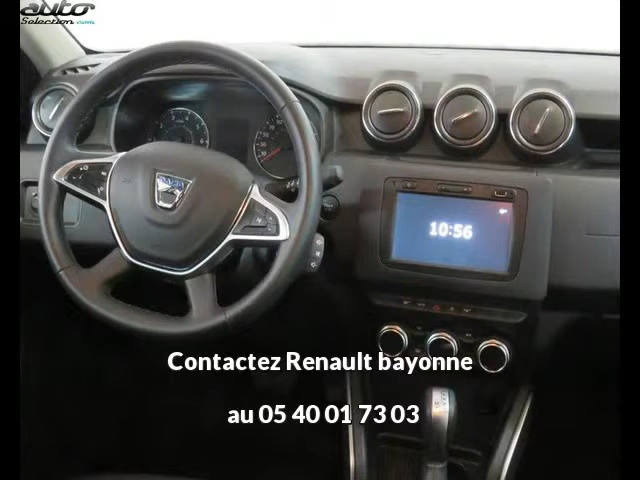 auto
Selection.com
10:56
Contactez Renault bayonne
au 05 40 01 73 03